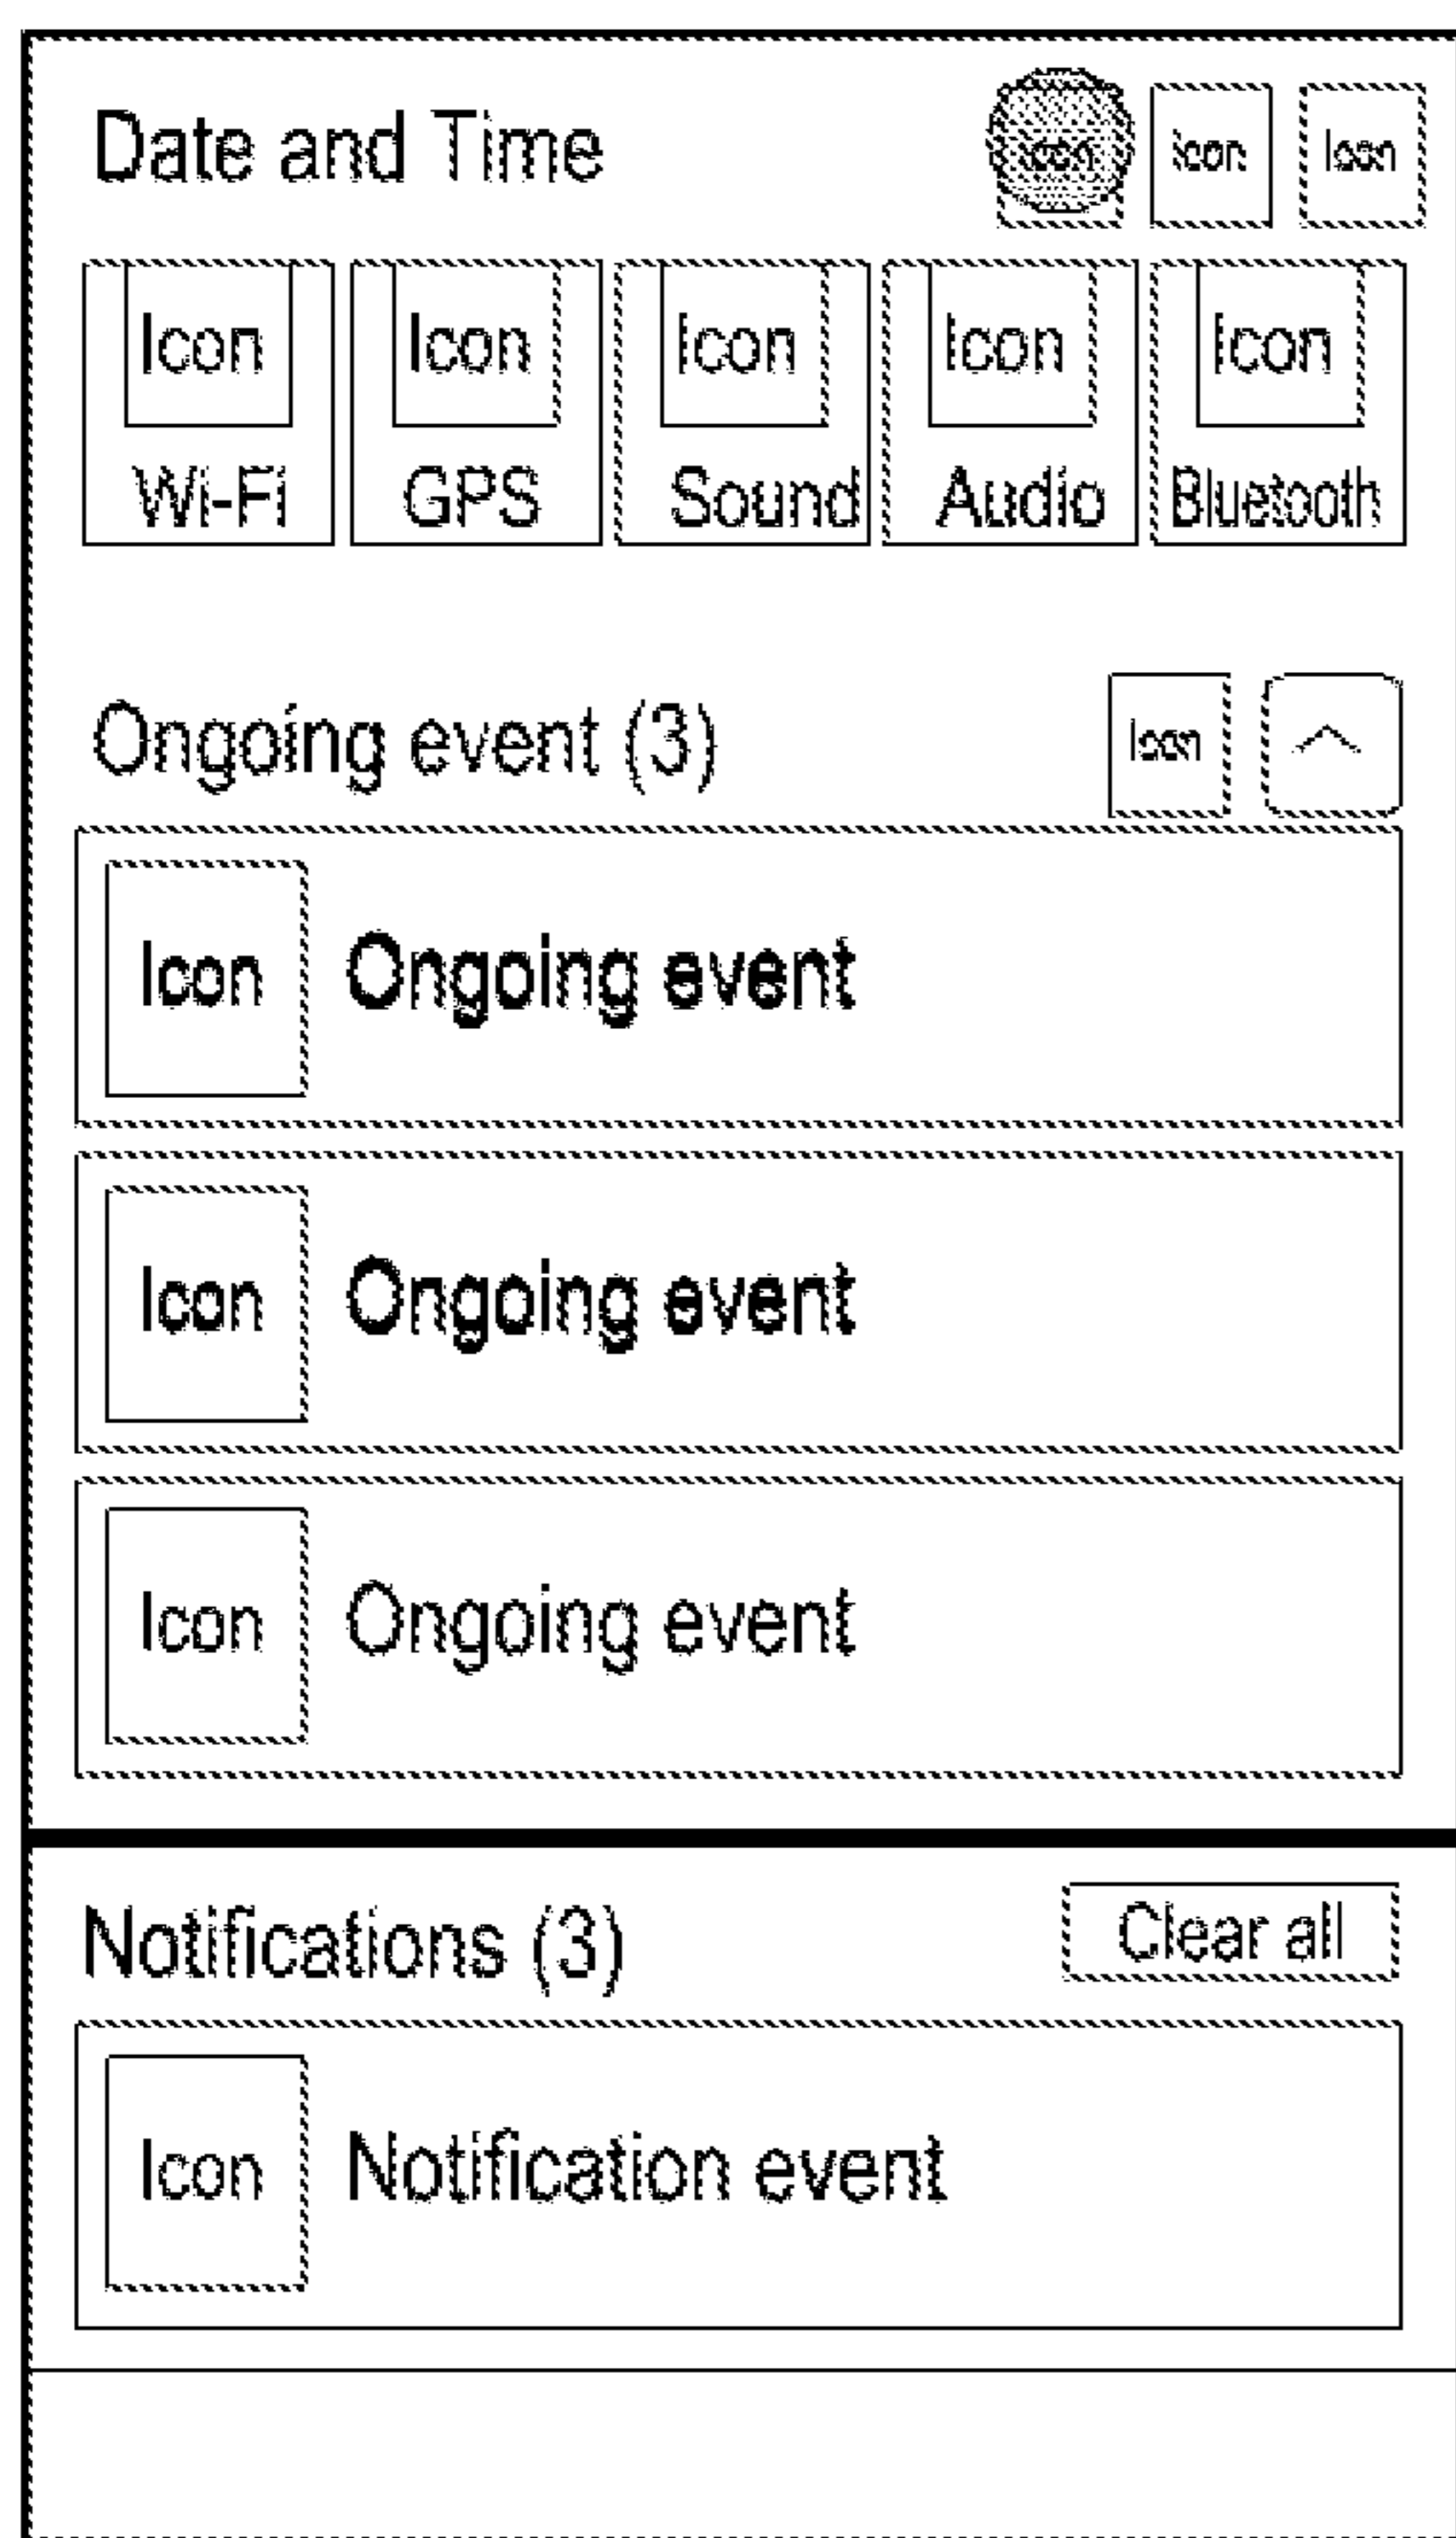 Date and Time Icon Icon Icon
Icon Icon Icon Icon Icon
Wi-Fi GPS Sound Audio Bluetooth
Ongoing event (3) Icon
Icon Ongoing event
Icon Ongoing event
Icon Ongoing event
Notifications (3) Clear all
Icon Notification event